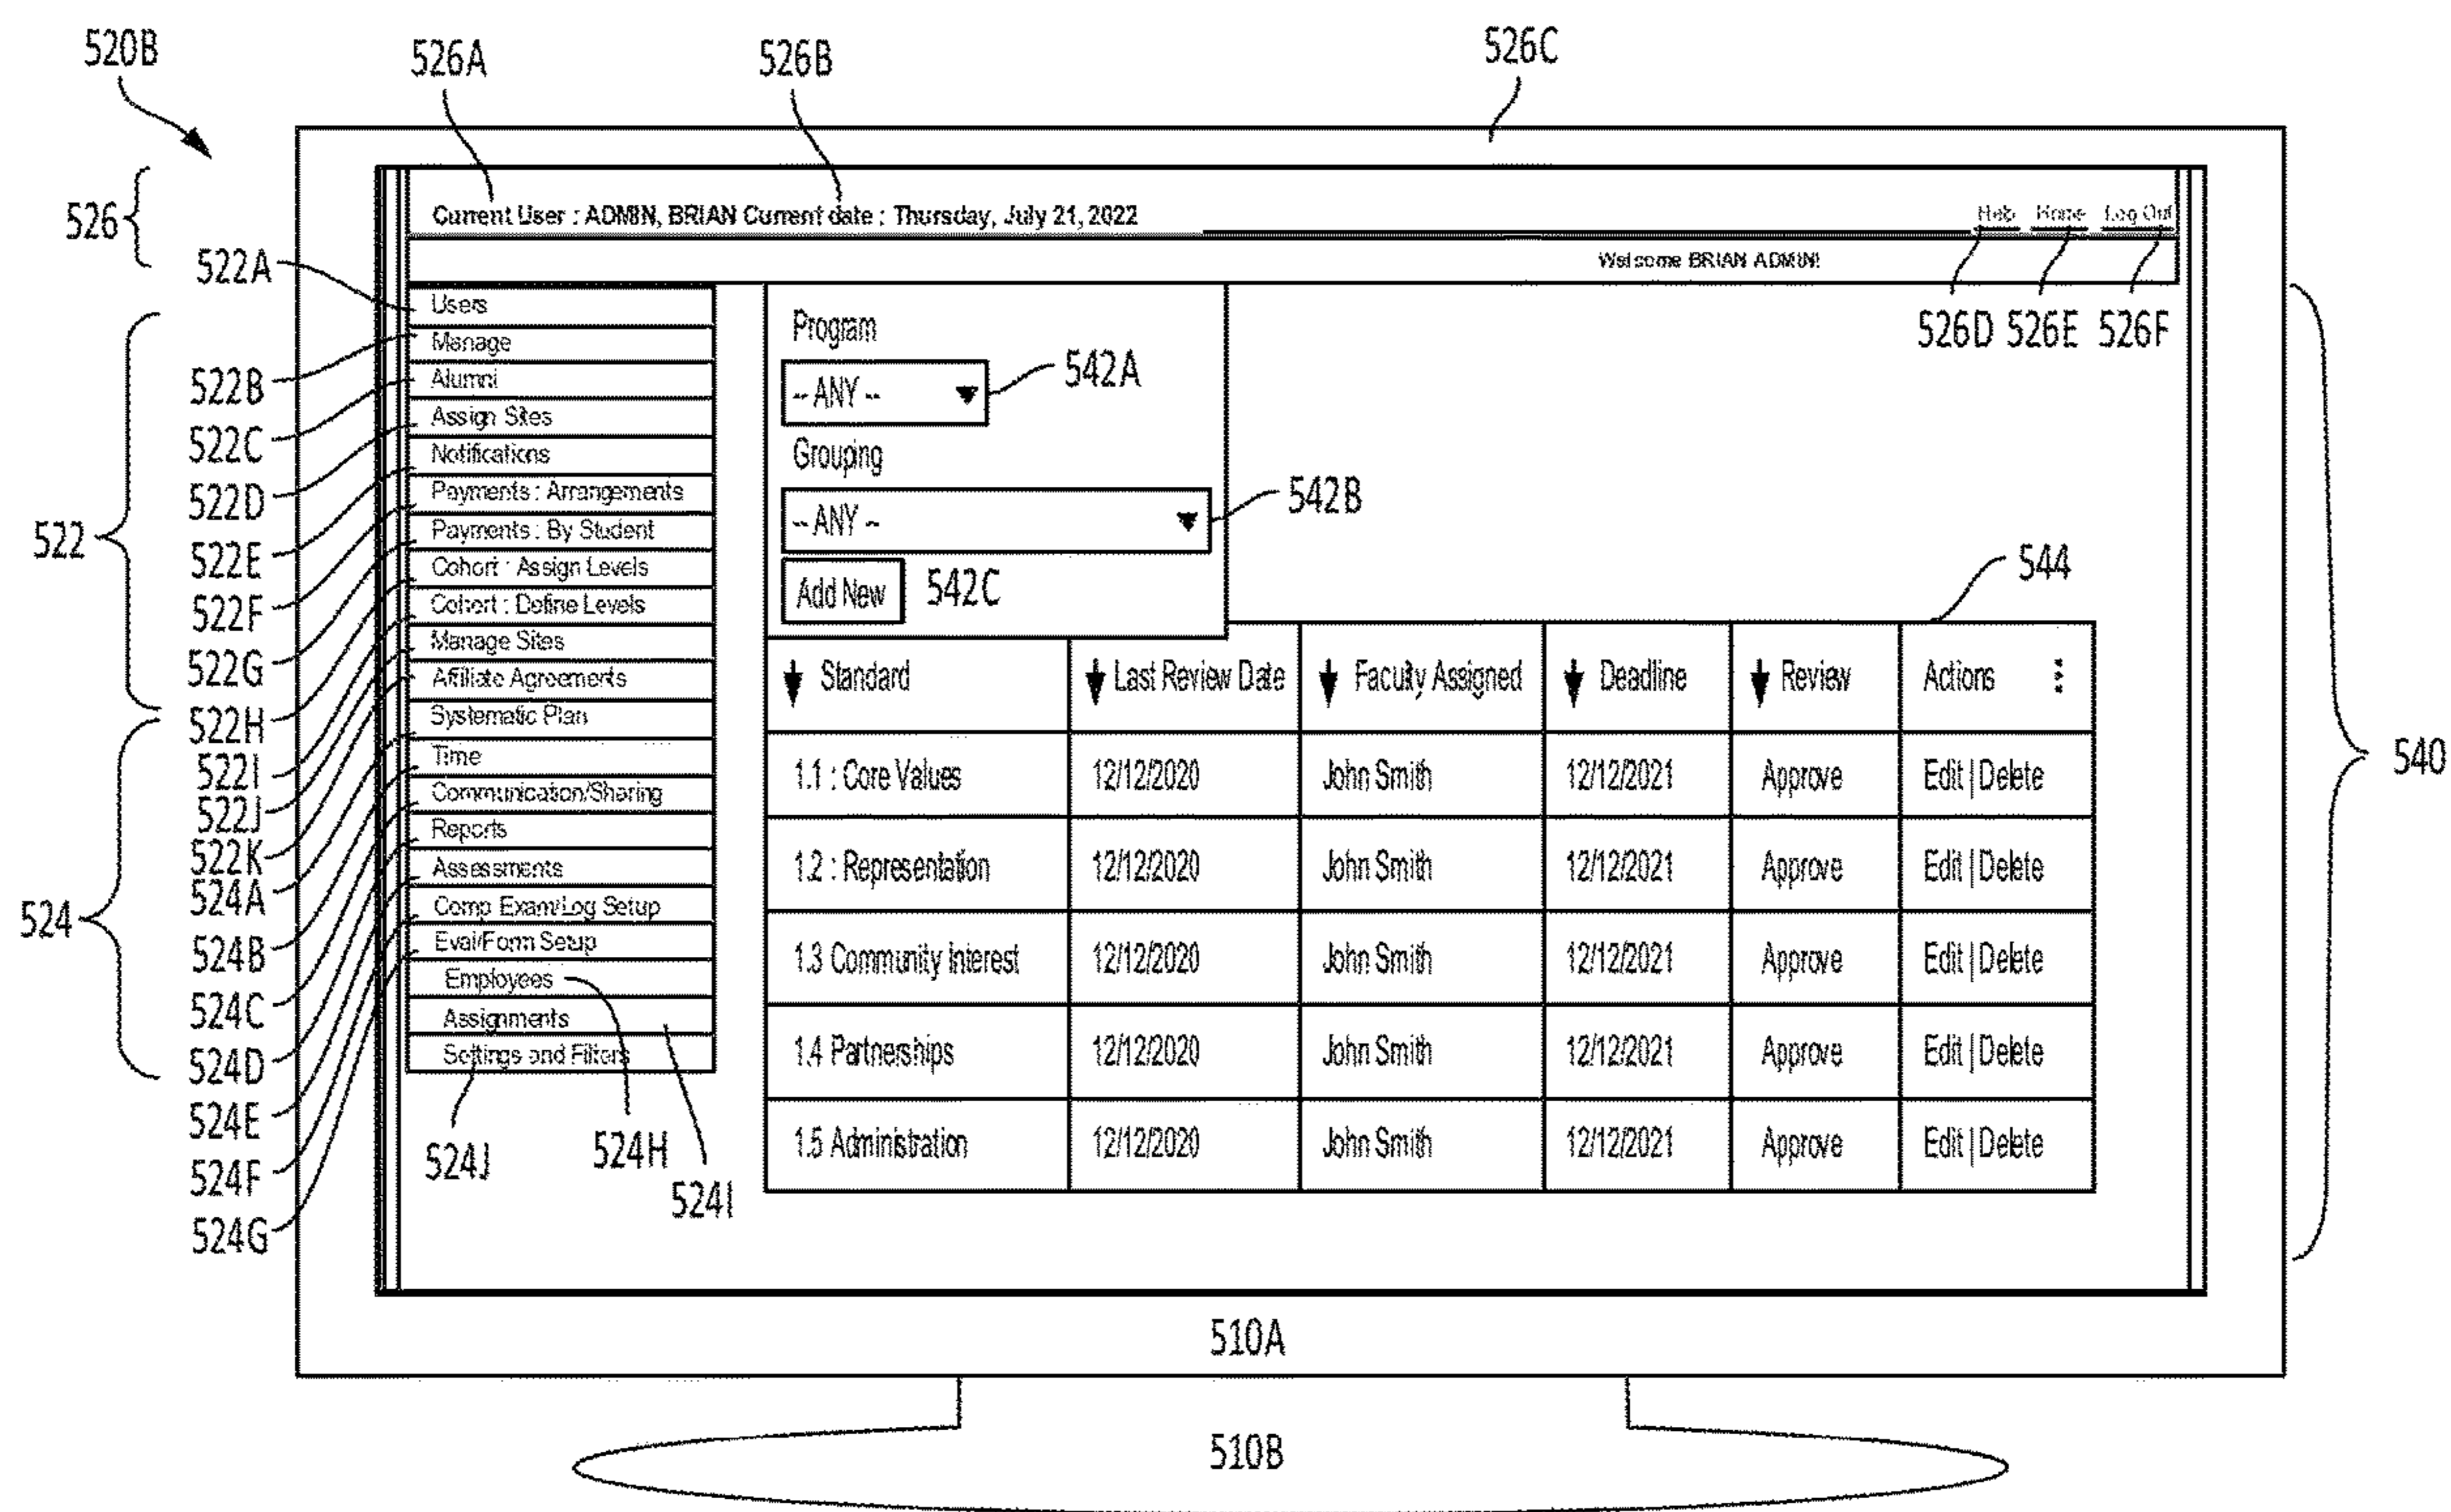 520B
526A
526B
526C
526
Current User : ADMIN, BRIAN Current date : Thursday, July 21, 2022
Help Home Log Out
Welcome BRIAN ADMIN!
526D 526E 526F
522A
522B
522C
522D
522E
522F
522G
522H
522I
522J
522K
522
524A
524B
524C
524D
524E
524F
524G
524
Users
Manage
Alumni
Assign Sites
Notifications
Payments : Arrangements
Payments : By Student
Cohort : Assign Levels
Cohort : Define Levels
Manage Sites
Affiliate Agreements
Systematic Plan
Time
Communication/Sharing
Reports
Assessments
Comp Exam/Log Setup
Eval/Form Setup
Employees
Assignments
Settings and Filters
524J
524H
524I
Program
-- ANY --
542A
Grouping
-- ANY --
542B
Add New
542C
544
540
Standard Last Review Date Faculty Assigned Deadline Review Actions
1.1 : Core Values 12/12/2020 John Smith 12/12/2021 Approve Edit | Delete
1.2 : Representation 12/12/2020 John Smith 12/12/2021 Approve Edit | Delete
1.3 Community Interest 12/12/2020 John Smith 12/12/2021 Approve Edit | Delete
1.4 Partnerships 12/12/2020 John Smith 12/12/2021 Approve Edit | Delete
1.5 Administration 12/12/2020 John Smith 12/12/2021 Approve Edit | Delete
510A
510B